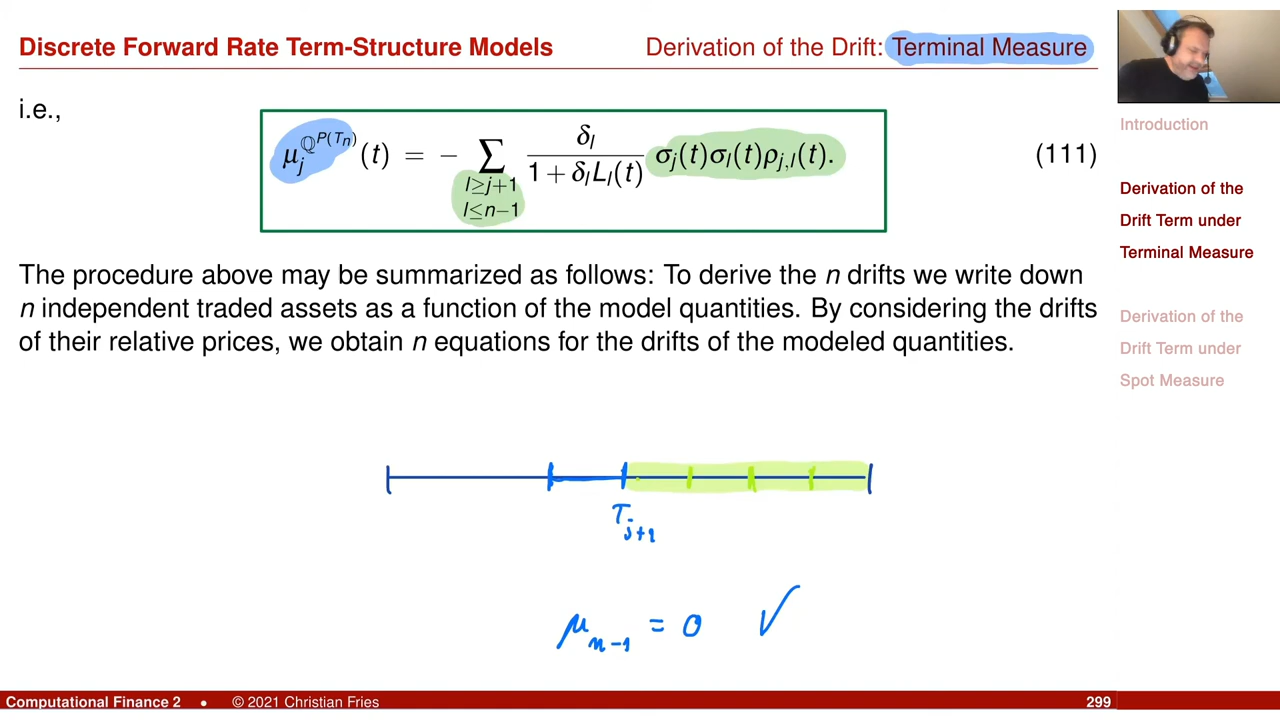 Discrete Forward Rate Term-Structure Models
Derivation of the Drift: Terminal Measure
i.e.,
μ_j^{ℚ^{P(T_n)}}(t) = − ∑_{l≥j+1, l≤n−1} δ_l / (1 + δ_l L_l(t)) σ_j(t)σ_l(t)ρ_{j,l}(t). (111)
The procedure above may be summarized as follows: To derive the n drifts we write down
n independent traded assets as a function of the model quantities. By considering the drifts
of their relative prices, we obtain n equations for the drifts of the modeled quantities.
T_{j+1}
μ_{n−1} = 0 ✓
Introduction
Derivation of the
Drift Term under
Terminal Measure
Derivation of the
Drift Term under
Spot Measure
Computational Finance 2 • © 2021 Christian Fries 299